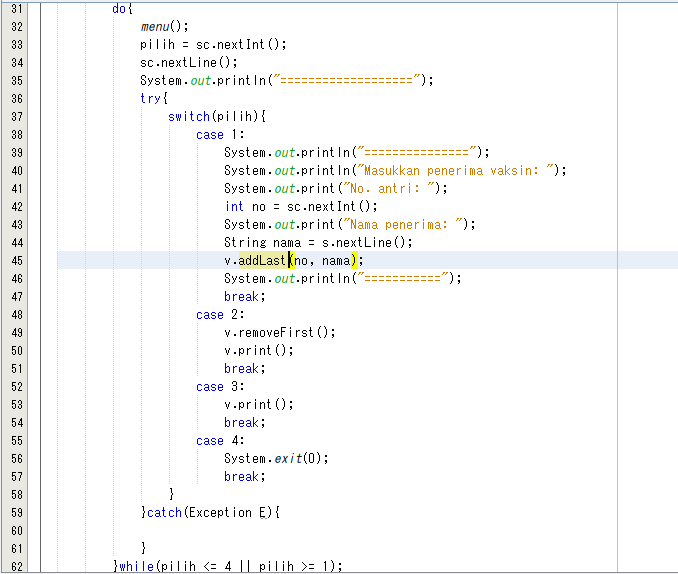 31 do{
32 menu();
33 pilih = sc.nextInt();
34 sc.nextLine();
35 System.out.println("===================");
36 try{
37 switch(pilih){
38 case 1:
39 System.out.println("===============");
40 System.out.println("Masukkan penerima vaksin: ");
41 System.out.print("No. antri: ");
42 int no = sc.nextInt();
43 System.out.print("Nama penerima: ");
44 String nama = s.nextLine();
45 v.addLast(no, nama);
46 System.out.println("===========");
47 break;
48 case 2:
49 v.removeFirst();
50 v.print();
51 break;
52 case 3:
53 v.print();
54 break;
55 case 4:
56 System.exit(0);
57 break;
58 }
59 }catch(Exception E){
60
61 }
62 }while(pilih <= 4 || pilih >= 1);